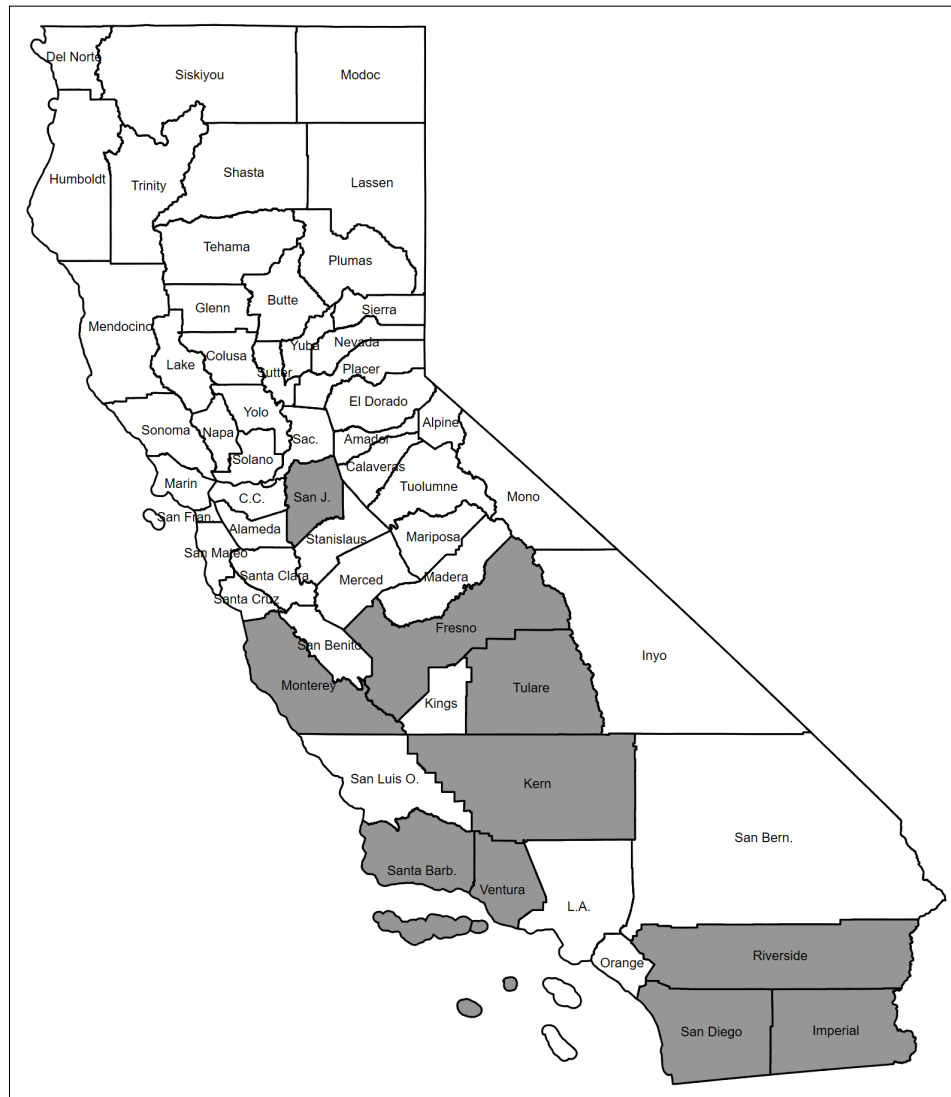 Del Norte
Siskiyou
Modoc
Humboldt
Trinity
Shasta
Lassen
Tehama
Plumas
Glenn
Butte
Sierra
Mendocino
Lake
Colusa
Sutter
Yuba
Nevada
Placer
El Dorado
Sonoma
Napa
Yolo
Sac.
Amador
Alpine
Solano
Calaveras
Marin
C.C.
San J.
Tuolumne
Mono
San Fran.
Alameda
Stanislaus
Mariposa
San Mateo
Santa Clara
Merced
Madera
Santa Cruz
San Benito
Fresno
Inyo
Monterey
Kings
Tulare
San Luis O.
Kern
San Bern.
Santa Barb.
Ventura
L.A.
Orange
Riverside
San Diego
Imperial